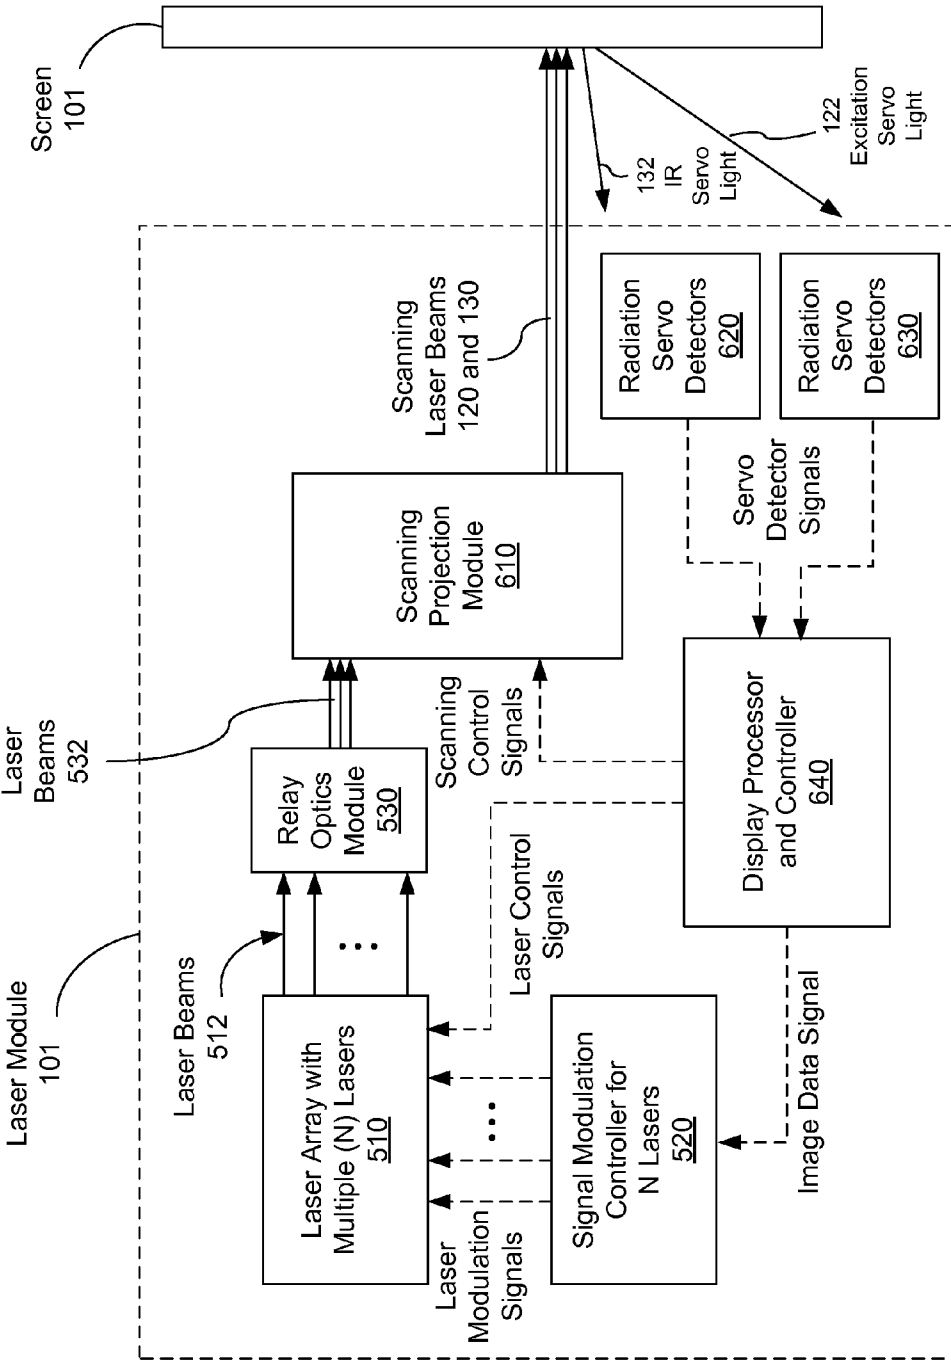 Screen
101
132
IR
Servo
Light
122
Excitation
Servo
Light
Scanning
Laser Beams
120 and 130
Radiation
Servo
Detectors
620
Radiation
Servo
Detectors
630
Servo
Detector
Signals
Scanning
Projection
Module
610
Laser
Beams
532
Scanning
Control
Signals
Relay
Optics
Module
530
Display Processor
and Controller
640
Laser Control
Signals
Laser Module
101
Laser Beams
512
...
Laser Array with
Multiple (N) Lasers
510
...
Laser
Modulation
Signals
Signal Modulation
Controller for
N Lasers
520
Image Data Signal